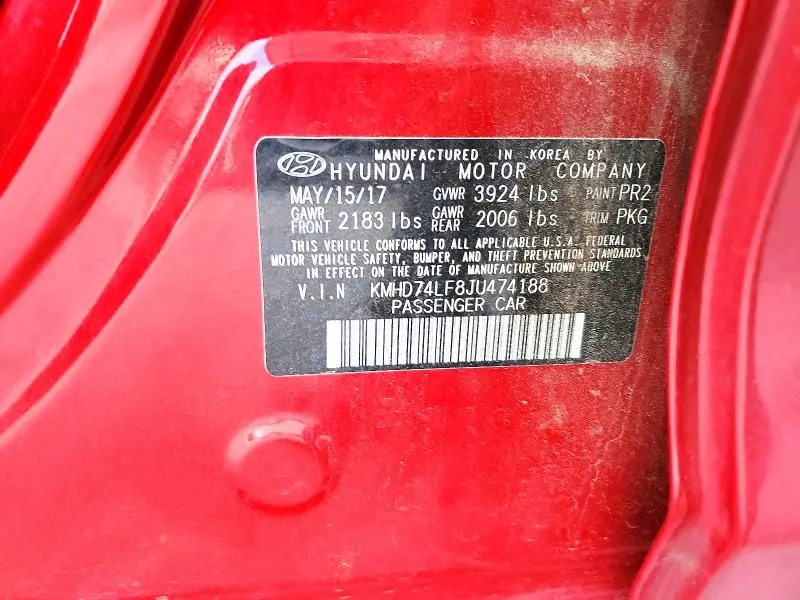 MANUFACTURED IN KOREA BY
HYUNDAI MOTOR COMPANY
MAY/15/17 GVWR 3924 lbs PAINT PR2
GAWR FRONT 2183 lbs GAWR REAR 2006 lbs TRIM PKG
THIS VEHICLE CONFORMS TO ALL APPLICABLE U.S.A. FEDERAL
MOTOR VEHICLE SAFETY, BUMPER, AND THEFT PREVENTION STANDARDS
IN EFFECT ON THE DATE OF MANUFACTURE SHOWN ABOVE
V.I.N KMHD74LF8JU474188
PASSENGER CAR